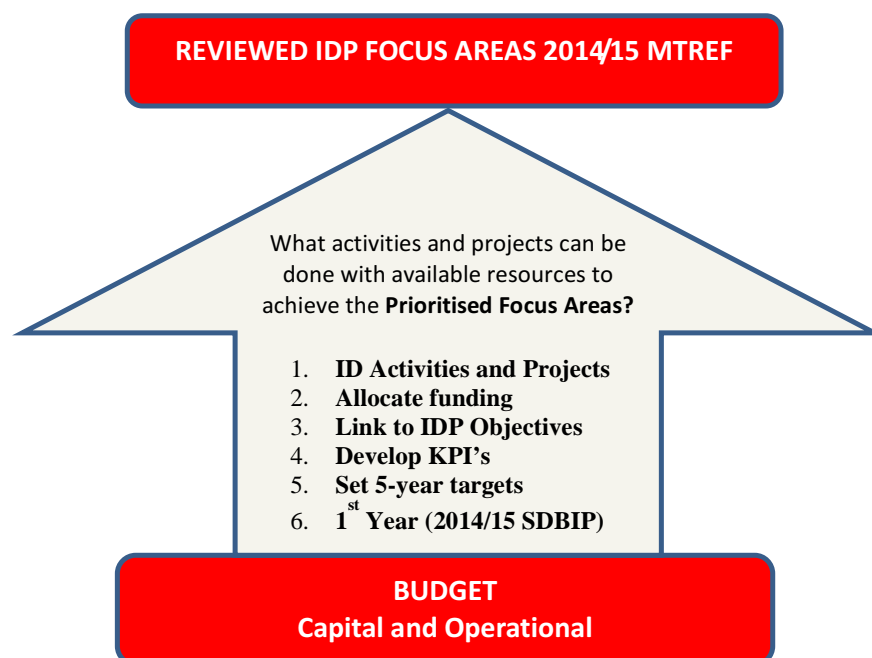 REVIEWED IDP FOCUS AREAS 2014/15 MTREF
What activities and projects can be
done with available resources to
achieve the Prioritised Focus Areas?
1. ID Activities and Projects
2. Allocate funding
3. Link to IDP Objectives
4. Develop KPI's
5. Set 5-year targets
6. 1st Year (2014/15 SDBIP)
BUDGET
Capital and Operational